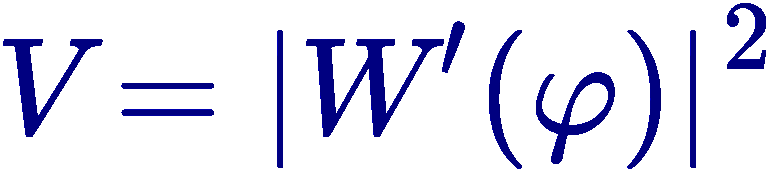 V = |W′(φ)|²